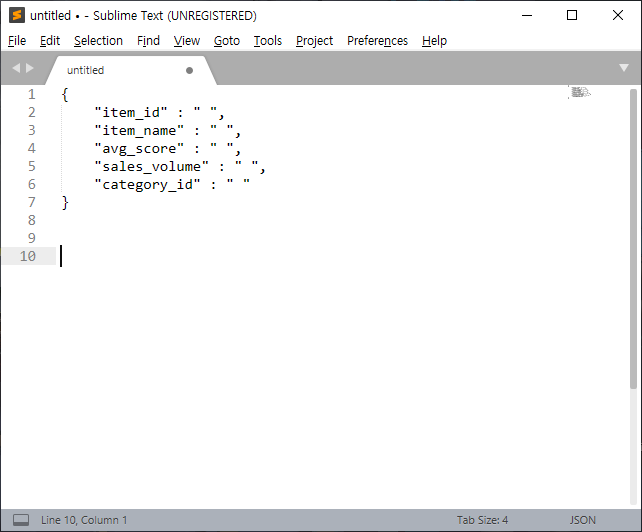 untitled • - Sublime Text (UNREGISTERED)
File Edit Selection Find View Goto Tools Project Preferences Help
untitled
1 {
2 "item_id" : " ",
3 "item_name" : " ",
4 "avg_score" : " ",
5 "sales_volume" : " ",
6 "category_id" : " "
7 }
8
9
10
Line 10, Column 1 Tab Size: 4 JSON